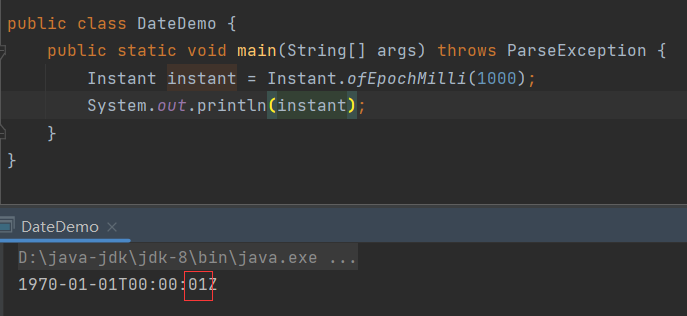 public class DateDemo {
    public static void main(String[] args) throws ParseException {
        Instant instant = Instant.ofEpochMilli(1000);
        System.out.println(instant);
    }
}
DateDemo ×
D:\java-jdk\jdk-8\bin\java.exe ...
1970-01-01T00:00:01Z